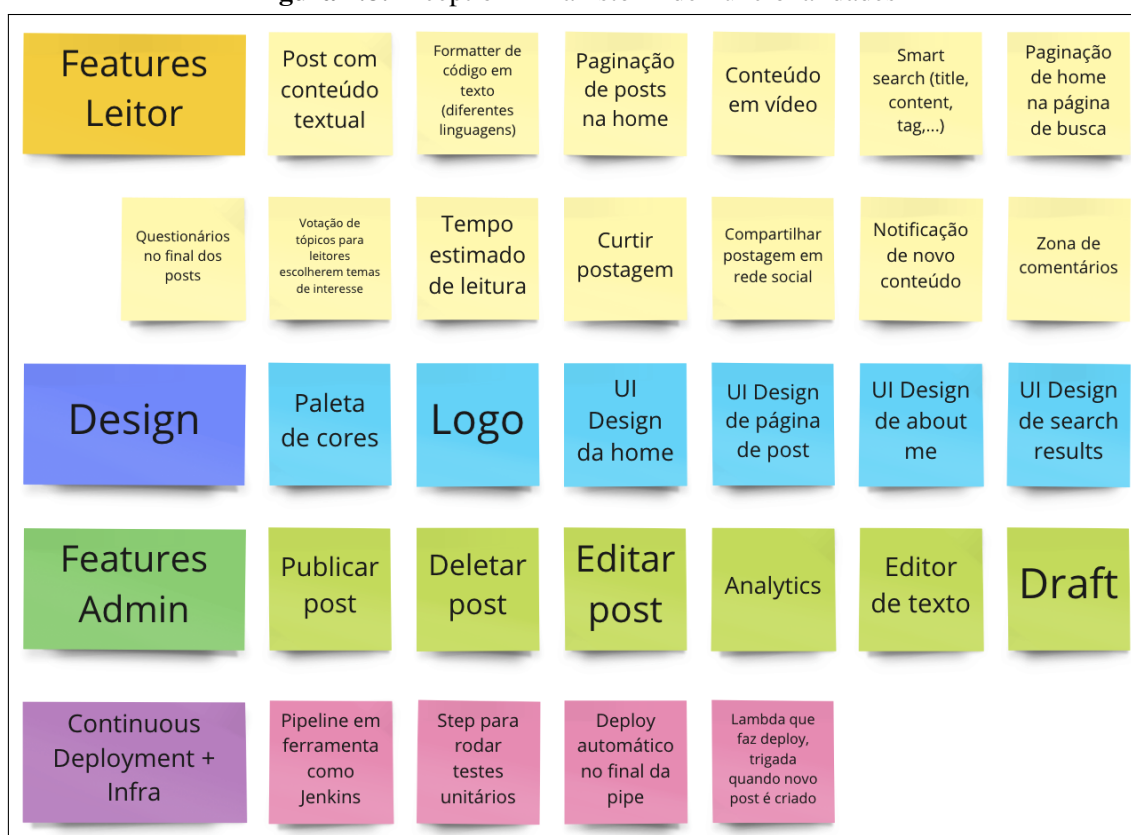 Features
Leitor
Post com
conteúdo
textual
Formatter de
código em
texto
(diferentes
linguagens)
Paginação
de posts
na home
Conteúdo
em vídeo
Smart
search (title,
content,
tag,...)
Paginação
de home
na página
de busca
Questionários
no final dos
posts
Votação de
tópicos para
leitores
escolherem temas
de interesse
Tempo
estimado
de leitura
Curtir
postagem
Compartilhar
postagem em
rede social
Notificação
de novo
conteúdo
Zona de
comentários
Design
Paleta
de cores
Logo
UI
Design
da home
UI Design
de página
de post
UI Design
de about
me
UI Design
de search
results
Features
Admin
Publicar
post
Deletar
post
Editar
post
Analytics
Editor
de texto
Draft
Continuous
Deployment +
Infra
Pipeline em
ferramenta
como
Jenkins
Step para
rodar
testes
unitários
Deploy
automático
no final da
pipe
Lambda que
faz deploy,
trigada
quando novo
post é criado